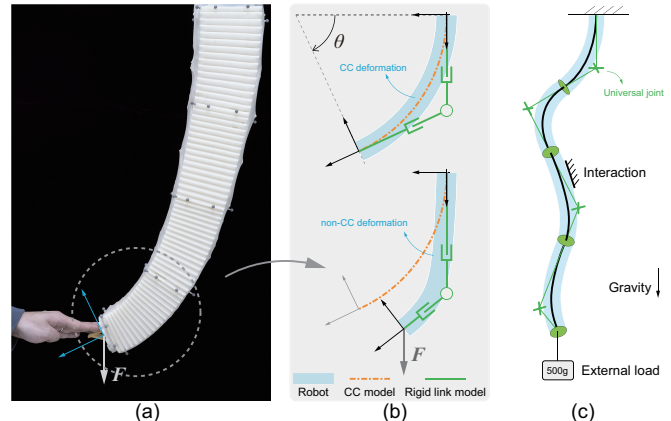 F
(a)
θ
CC deformation
non-CC deformation
F
Robot
CC model
Rigid link model
(b)
Universal joint
Interaction
Gravity
500g
External load
(c)